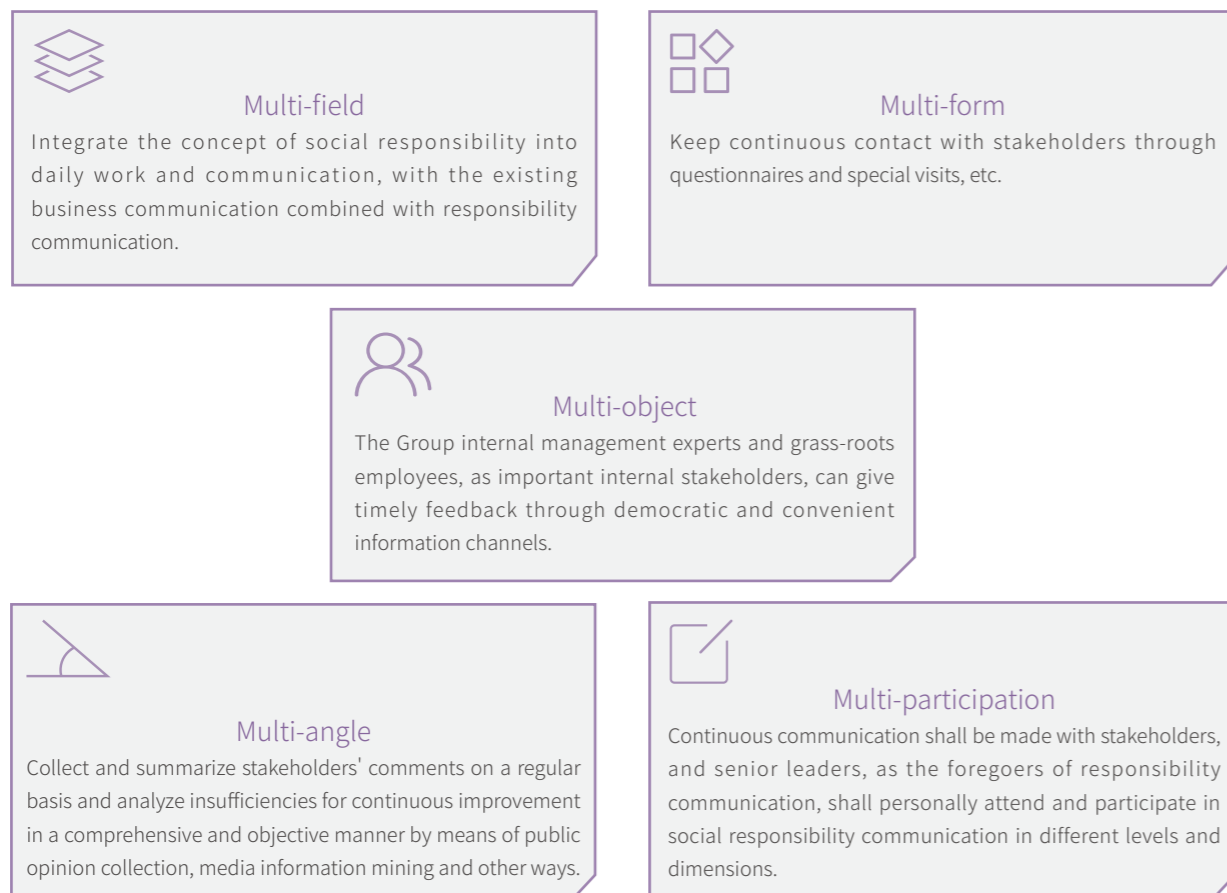 Multi-field
Integrate the concept of social responsibility into
daily work and communication, with the existing
business communication combined with responsibility
communication.
Multi-form
Keep continuous contact with stakeholders through
questionnaires and special visits, etc.
Multi-object
The Group internal management experts and grass-roots
employees, as important internal stakeholders, can give
timely feedback through democratic and convenient
information channels.
Multi-angle
Collect and summarize stakeholders' comments on a regular
basis and analyze insufficiencies for continuous improvement
in a comprehensive and objective manner by means of public
opinion collection, media information mining and other ways.
Multi-participation
Continuous communication shall be made with stakeholders,
and senior leaders, as the foregoers of responsibility
communication, shall personally attend and participate in
social responsibility communication in different levels and
dimensions.